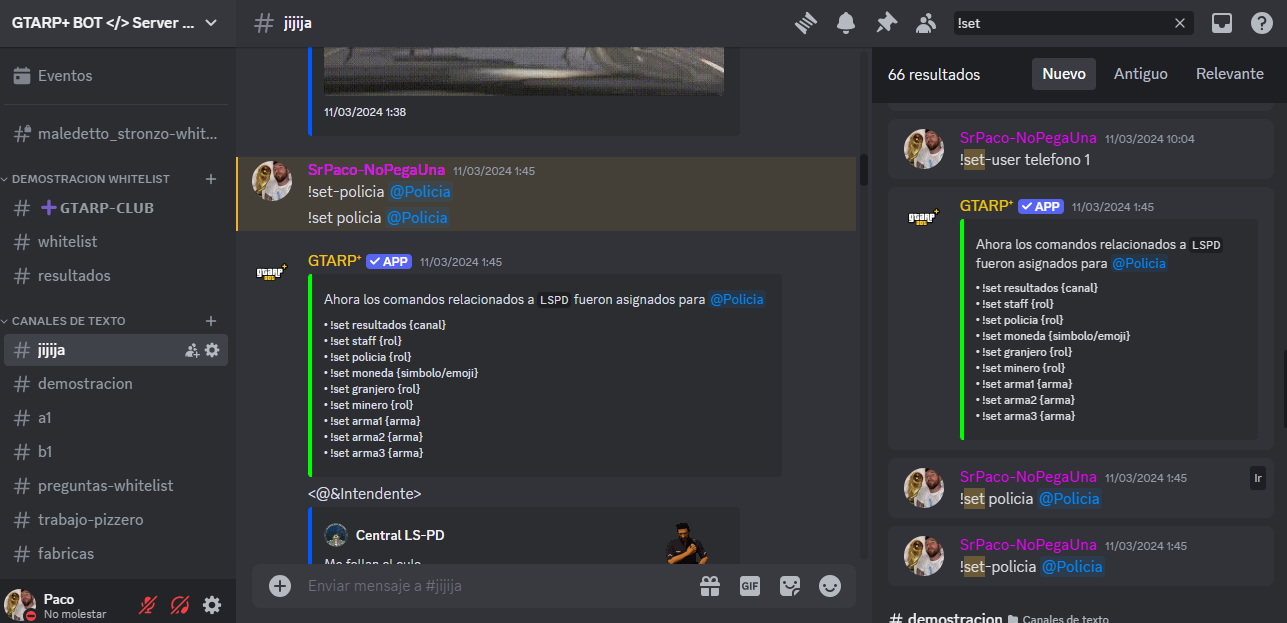 GTARP+ BOT </> Server ...
Eventos
maledetto_stronzo-whit...
DEMOSTRACION WHITELIST
GTARP-CLUB
whitelist
resultados
CANALES DE TEXTO
jijija
demostracion
a1
b1
preguntas-whitelist
trabajo-pizzero
fabricas
Paco
No molestar
jijija
!set
11/03/2024 1:38
SrPaco-NoPegaUna 11/03/2024 1:45
!set-policia @Policia
!set policia @Policia
gtarp+
BOT
GTARP+ APP 11/03/2024 1:45
Ahora los comandos relacionados a LSPD fueron asignados para @Policia
• !set resultados {canal}
• !set staff {rol}
• !set policia {rol}
• !set moneda {simbolo/emoji}
• !set granjero {rol}
• !set minero {rol}
• !set arma1 {arma}
• !set arma2 {arma}
• !set arma3 {arma}
<@&Intendente>
Central LS-PD
Me follan el culo
Enviar mensaje a #jijija
GIF
66 resultados
Nuevo
Antiguo
Relevante
SrPaco-NoPegaUna 11/03/2024 10:04
!set-user telefono 1
gtarp+
BOT
GTARP+ APP 11/03/2024 1:45
Ahora los comandos relacionados a LSPD
fueron asignados para @Policia
• !set resultados {canal}
• !set staff {rol}
• !set policia {rol}
• !set moneda {simbolo/emoji}
• !set granjero {rol}
• !set minero {rol}
• !set arma1 {arma}
• !set arma2 {arma}
• !set arma3 {arma}
SrPaco-NoPegaUna 11/03/2024 1:45
Ir
!set policia @Policia
SrPaco-NoPegaUna 11/03/2024 1:45
!set-policia @Policia
# demostracion Canales de texto